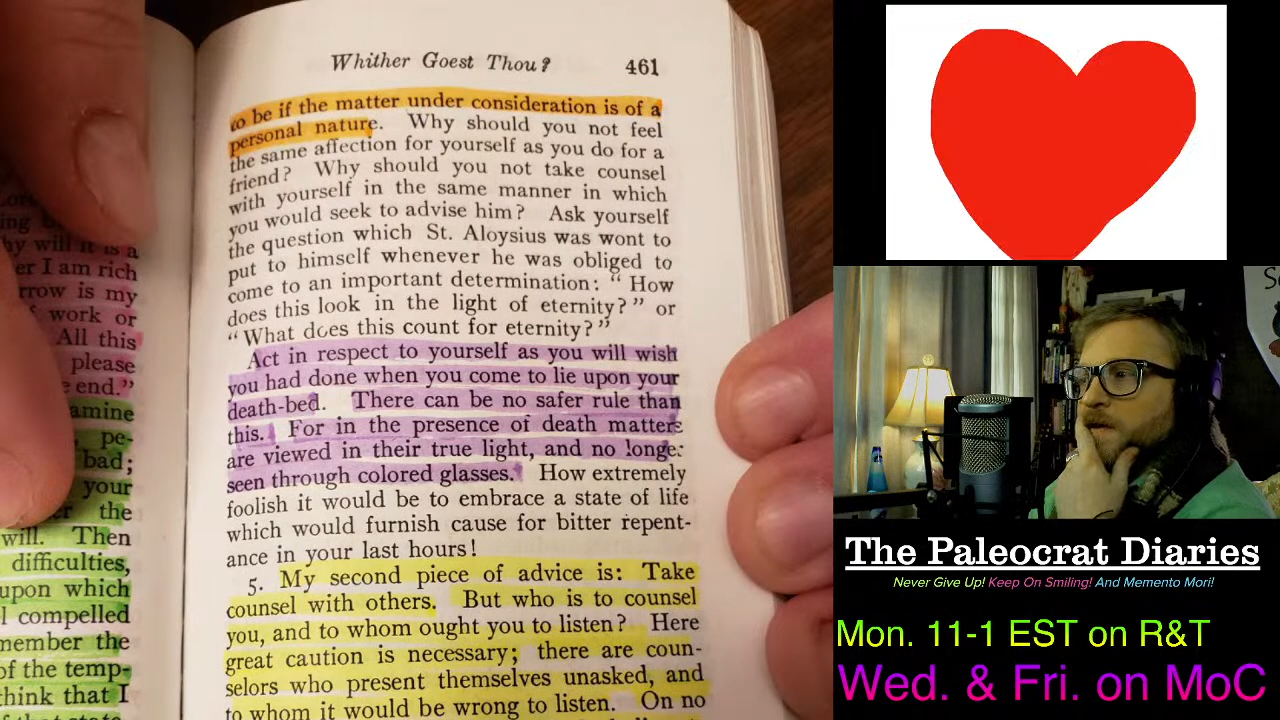 Whither Goest Thou? 461
to be if the matter under consideration is of a
personal nature. Why should you not feel
the same affection for yourself as you do for a
friend? Why should you not take counsel
with yourself in the same manner in which
you would seek to advise him? Ask yourself
the question which St. Aloysius was wont to
put to himself whenever he was obliged to
come to an important determination: “ How
does this look in the light of eternity?” or
“ What does this count for eternity?”
Act in respect to yourself as you will wish
you had done when you come to lie upon your
death-bed. There can be no safer rule than
this. For in the presence of death matters
are viewed in their true light, and no longer
seen through colored glasses. How extremely
foolish it would be to embrace a state of life
which would furnish cause for bitter repent-
ance in your last hours!
5. My second piece of advice is: Take
counsel with others. But who is to counsel
you, and to whom ought you to listen? Here
great caution is necessary; there are coun-
selors who present themselves unasked, and
to whom it would be wrong to listen. On no
is a
er I am rich
is my
work or
All this
please
end.”
amine
pe-
bad;
your
the
will. Then
difficulties,
upon which
I compelled
member the
of the temp-
think that I
The Paleocrat Diaries
Never Give Up! Keep On Smiling! And Memento Mori!
Mon. 11-1 EST on R&T
Wed. & Fri. on MoC